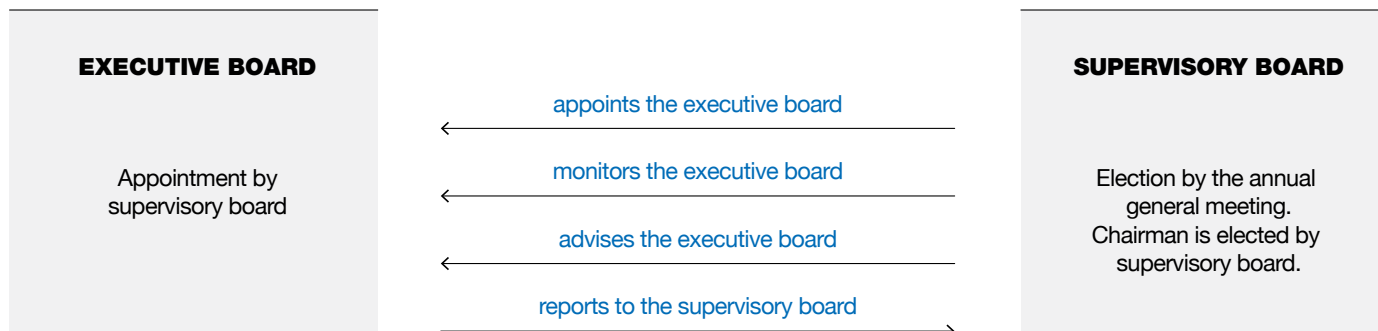 EXECUTIVE BOARD
Appointment by
supervisory board
appoints the executive board
monitors the executive board
advises the executive board
reports to the supervisory board
SUPERVISORY BOARD
Election by the annual
general meeting.
Chairman is elected by
supervisory board.